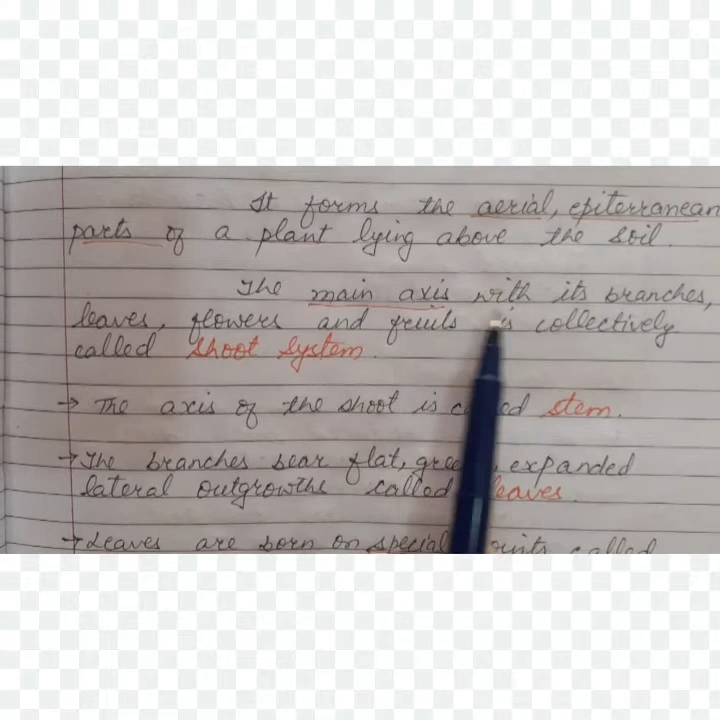 It forms the aerial, epiterranean
parts of a plant lying above the soil.
The main axis with its branches,
leaves, flowers and fruits is collectively
called shoot system.
→ The axis of the shoot is called stem.
→ The branches bear flat, green, expanded
lateral outgrowths called leaves.
→ Leaves are born on special points called